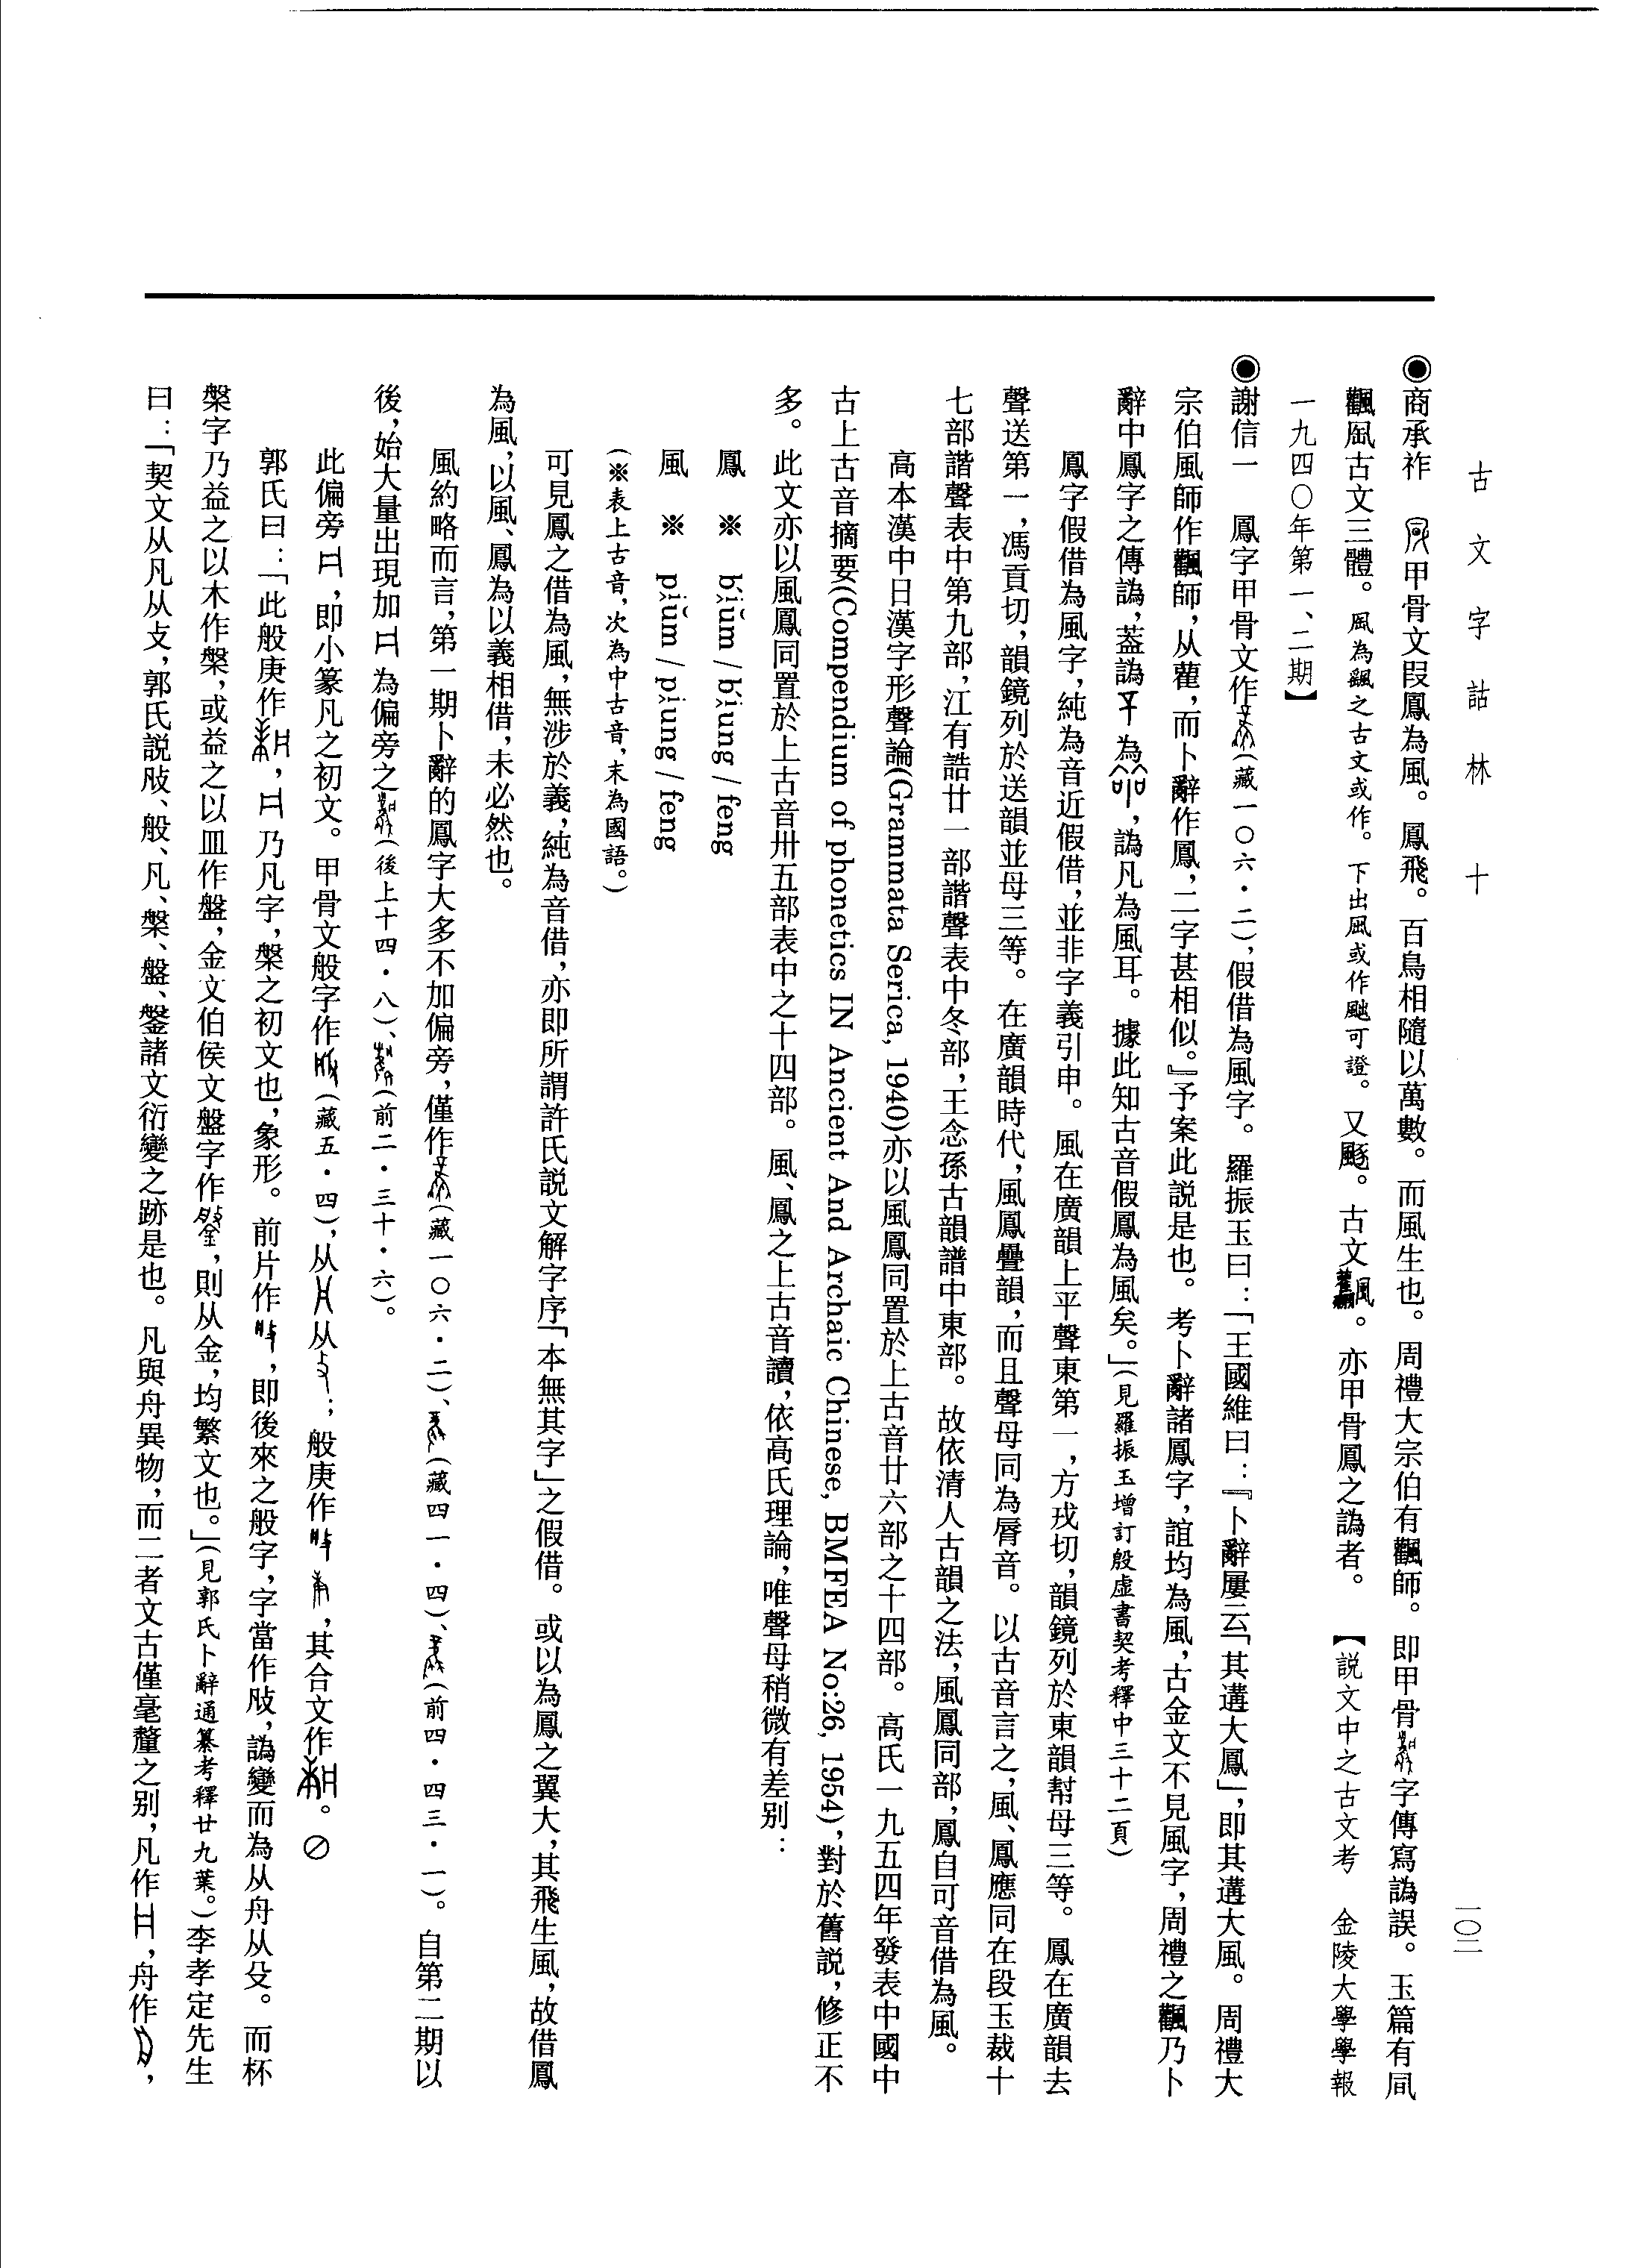 古文字詁林 十
一〇二
◉商承祚　甲骨文叚鳳為風。鳳飛。百鳥相隨以萬數。而風生也。周禮大宗伯有飌師。即甲骨字傳寫譌誤。玉篇有凬
飌凮古文三體。風為飌之古文或作。下出凮或作颫可證。又。古文。亦甲骨鳳之譌者。【説文中之古文考　金陵大學學報
一九四〇年第一、二期】
◉謝信一　鳳字甲骨文作(藏一〇六・二)，假借為風字。羅振玉曰：「王國維曰：『卜辭屢云「其遘大鳳」，即其遘大風。周禮大
宗伯風師作飌師，从雚，而卜辭作鳳，二字甚相似。』予案此説是也。考卜辭諸鳳字，誼均為風，古金文不見風字，周禮之飌乃卜
辭中鳳字之傳譌，蓋譌為，譌凡為風耳。據此知古音假鳳為風矣。」(見羅振玉增訂殷虛書契考釋中三十二頁)
鳳字假借為風字，純為音近假借，並非字義引申。風在廣韻上平聲東第一，方戎切，韻鏡列於東韻幫母三等。鳳在廣韻去
聲送第一，馮貢切，韻鏡列於送韻並母三等。在廣韻時代，風鳳疊韻，而且聲母同為脣音。以古音言之，風、鳳應同在段玉裁十
七部諧聲表中第九部，江有誥廿一部諧聲表中冬部，王念孫古韻譜中東部。故依清人古韻之法，風鳳同部，鳳自可音借為風。
高本漢中日漢字形聲論(Grammata Serica, 1940)亦以風鳳同置於上古音廿六部之十四部。高氏一九五四年發表中國中
古上古音摘要(Compendium of phonetics IN Ancient And Archaic Chinese, BMFEA No:26, 1954)，對於舊説，修正不
多。此文亦以風鳳同置於上古音卅五部表中之十四部。風、鳳之上古音讀，依高氏理論，唯聲母稍微有差别：
鳳　※　b́i̯ŭm / b́i̯ung / feng
風　※　pi̯ŭm / pi̯ung / feng
(※表上古音，次為中古音，末為國語。)
可見鳳之借為風，無涉於義，純為音借，亦即所謂許氏説文解字序「本無其字」之假借。或以為鳳之翼大，其飛生風，故借鳳
為風，以風、鳳為以義相借，未必然也。
風約略而言，第一期卜辭的鳳字大多不加偏旁，僅作(藏一〇六・二)、(藏四一・四)、(前四・四三・一)。自第二期以
後，始大量出現加為偏旁之(後上十四・八)、(前二・三十・六)。
此偏旁，即小篆凡之初文。甲骨文般字作(藏五・四)，从从；般庚作，其合文作。⊘
郭氏曰：「此般庚作，乃凡字，槃之初文也，象形。前片作，即後來之般字，字當作㿱，譌變而為从舟从殳。而杯
槃字乃益之以木作槃，或益之以皿作盤，金文伯侯文盤字作，則从金，均繁文也。」(見郭氏卜辭通纂考釋廿九葉。)李孝定先生
曰：「契文从凡从攴，郭氏説㿱、般、凡、槃、盤、鎜諸文衍變之跡是也。凡與舟異物，而二者文古僅毫釐之别，凡作，舟作，